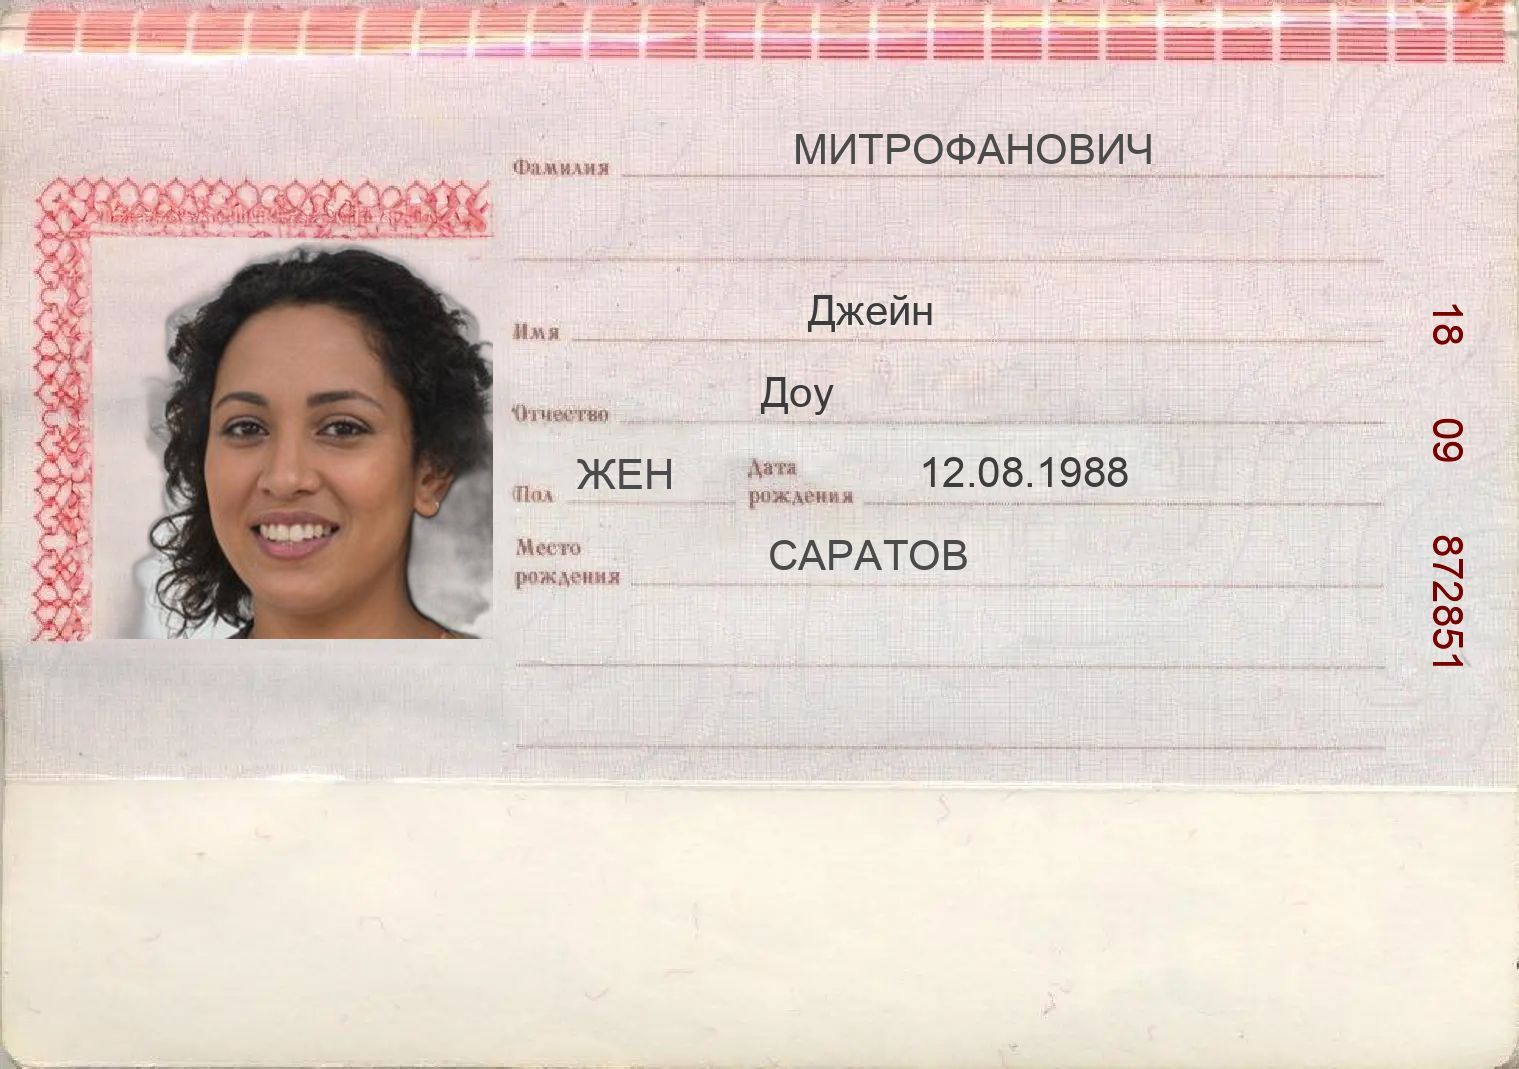 Фамилия МИТРОФАНОВИЧ
Имя Джейн
Отчество Доу
Пол ЖЕН Дата рождения 12.08.1988
Место рождения САРАТОВ
18 09 872851